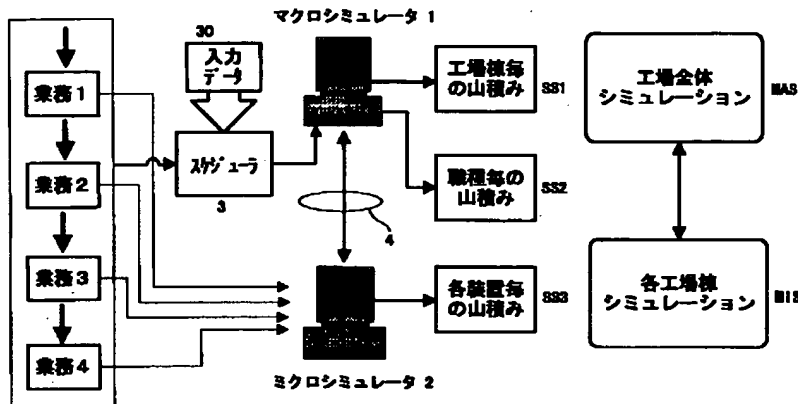 マクロシミュレータ 1
30
入力
データ
工場棟毎
の山積み
SS1
工場全体
シミュレーション
MAS
業務1
スケジューラ
3
職種毎の
山積み
SS2
業務2
4
業務3
各装置毎
の山積み
SS3
各工場棟
シミュレーション
MIS
業務4
ミクロシミュレータ 2